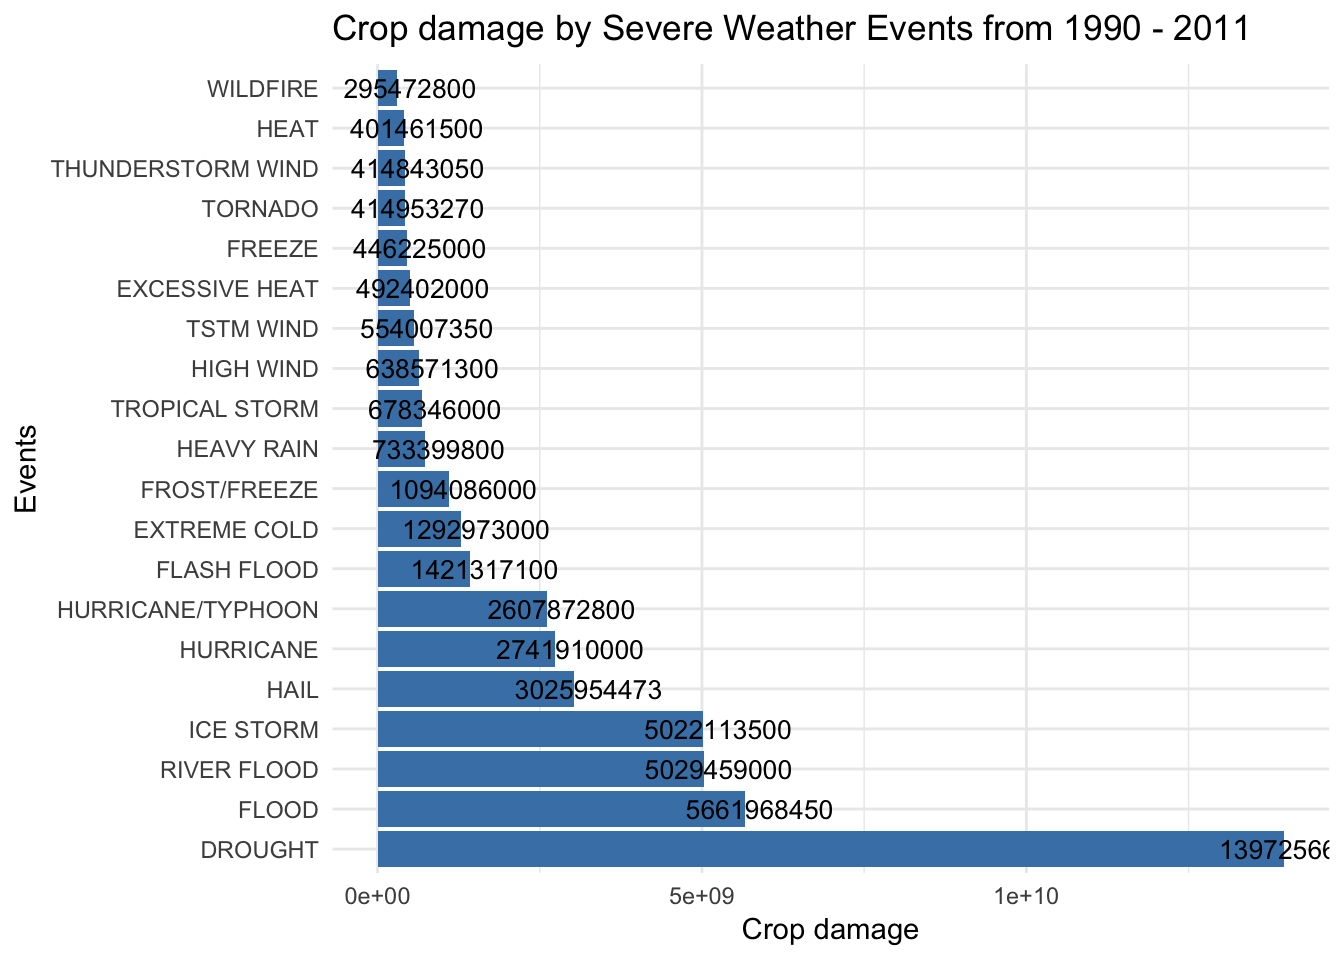 Crop damage by Severe Weather Events from 1990 - 2011
WILDFIRE 295472800
HEAT 401461500
THUNDERSTORM WIND 414843050
TORNADO 414953270
FREEZE 446225000
EXCESSIVE HEAT 492402000
TSTM WIND 554007350
HIGH WIND 638571300
TROPICAL STORM 678346000
HEAVY RAIN 733399800
FROST/FREEZE 1094086000
EXTREME COLD 1292973000
FLASH FLOOD 1421317100
HURRICANE/TYPHOON 2607872800
HURRICANE 2741910000
HAIL 3025954473
ICE STORM 5022113500
RIVER FLOOD 5029459000
FLOOD 5661968450
DROUGHT 13972566
Events
0e+00 5e+09 1e+10
Crop damage